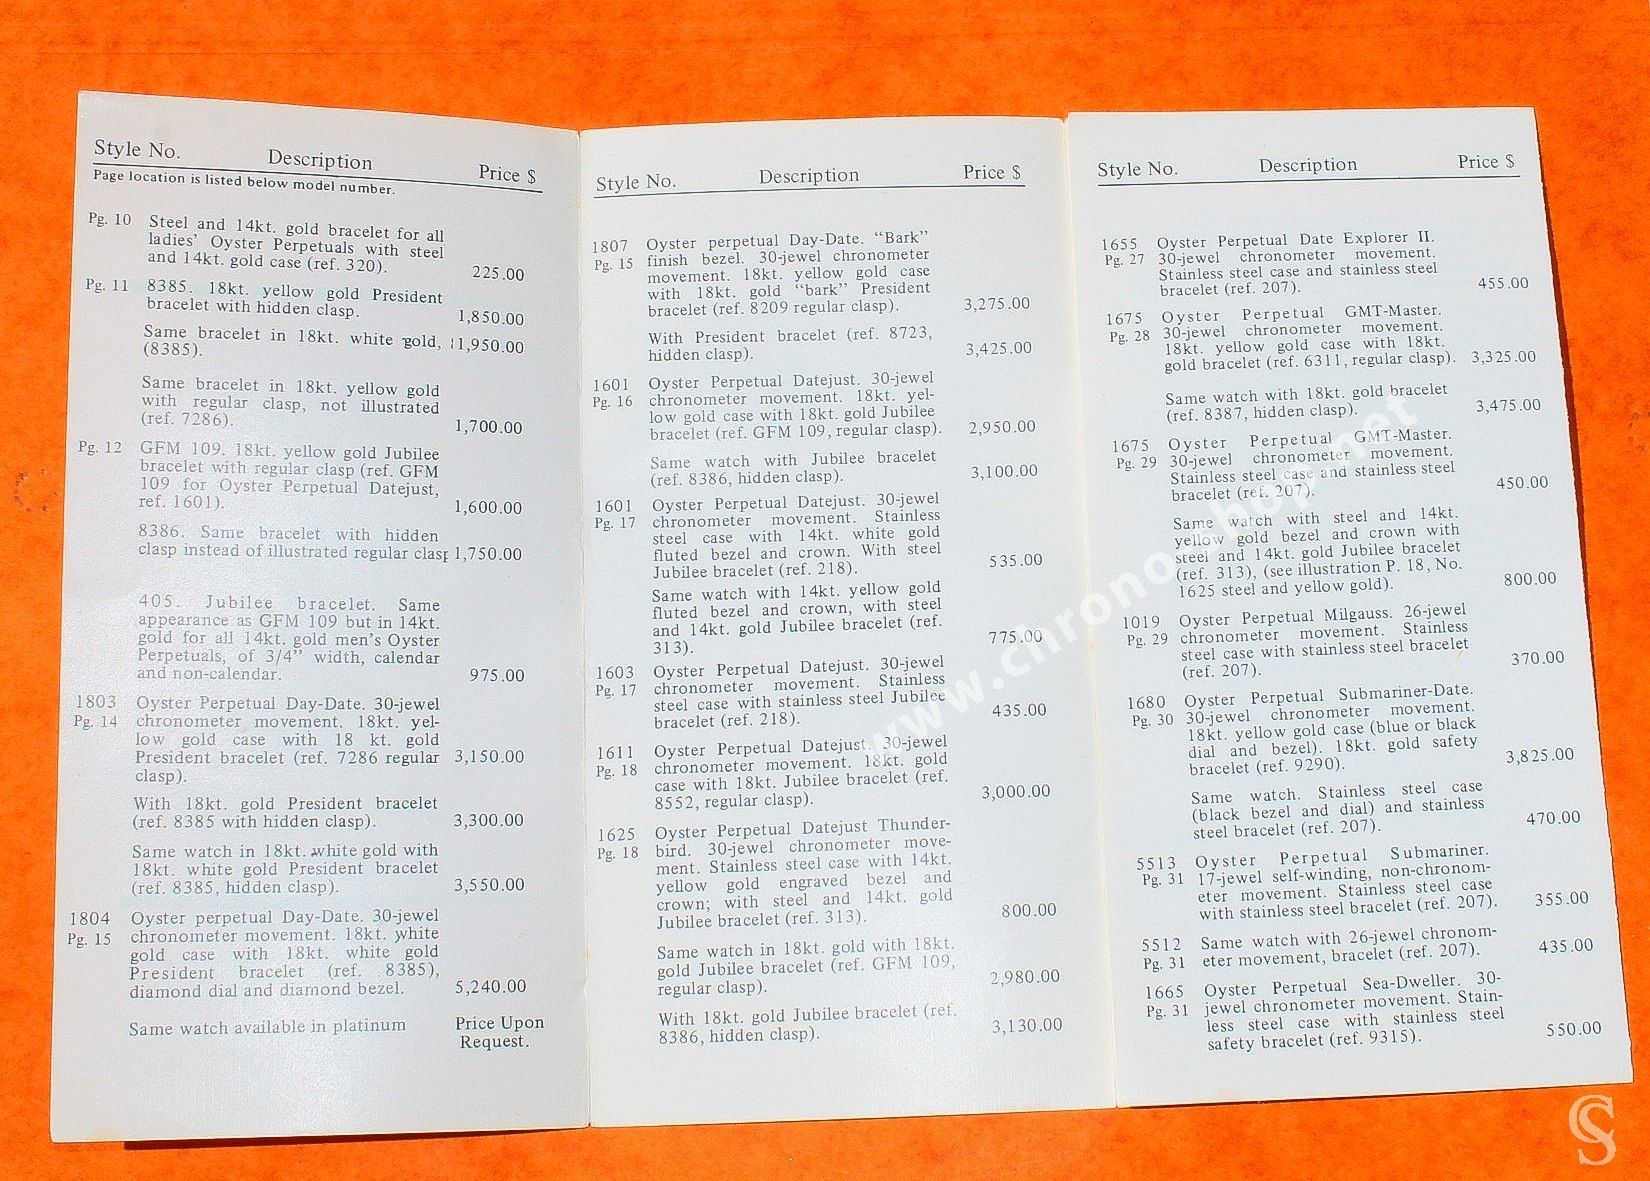 Style No. Description Price $
Page location is listed below model number.
Pg. 10 Steel and 14kt. gold bracelet for all
ladies' Oyster Perpetuals with steel
and 14kt. gold case (ref. 320). 225.00
Pg. 11 8385. 18kt. yellow gold President
bracelet with hidden clasp. 1,850.00
Same bracelet in 18kt. white gold,
(8385). 1,950.00
Same bracelet in 18kt. yellow gold
with regular clasp, not illustrated
(ref. 7286). 1,700.00
Pg. 12 GFM 109. 18kt. yellow gold Jubilee
bracelet with regular clasp (ref. GFM
109 for Oyster Perpetual Datejust,
ref. 1601). 1,600.00
8386. Same bracelet with hidden
clasp instead of illustrated regular clasp 1,750.00
405. Jubilee bracelet. Same
appearance as GFM 109 but in 14kt.
gold for all 14kt. gold men's Oyster
Perpetuals, of 3/4" width, calendar
and non-calendar. 975.00
1803 Oyster Perpetual Day-Date. 30-jewel
Pg. 14 chronometer movement. 18kt. yel-
low gold case with 18 kt. gold
President bracelet (ref. 7286 regular 3,150.00
clasp).
With 18kt. gold President bracelet
(ref. 8385 with hidden clasp). 3,300.00
Same watch in 18kt. white gold with
18kt. white gold President bracelet
(ref. 8385, hidden clasp). 3,550.00
1804 Oyster perpetual Day-Date. 30-jewel
Pg. 15 chronometer movement. 18kt. white
gold case with 18kt. white gold
President bracelet (ref. 8385),
diamond dial and diamond bezel. 5,240.00
Same watch available in platinum Price Upon
Request.
Style No. Description Price $
1807 Oyster perpetual Day-Date. "Bark"
Pg. 15 finish bezel. 30-jewel chronometer
movement. 18kt. yellow gold case
with 18kt. gold "bark" President
bracelet (ref. 8209 regular clasp). 3,275.00
With President bracelet (ref. 8723,
hidden clasp). 3,425.00
1601 Oyster Perpetual Datejust. 30-jewel
Pg. 16 chronometer movement. 18kt. yel-
low gold case with 18kt. gold Jubilee
bracelet (ref. GFM 109, regular clasp). 2,950.00
Same watch with Jubilee bracelet
(ref. 8386, hidden clasp). 3,100.00
1601 Oyster Perpetual Datejust. 30-jewel
Pg. 17 chronometer movement. Stainless
steel case with 14kt. white gold
fluted bezel and crown. With steel
Jubilee bracelet (ref. 218). 535.00
Same watch with 14kt. yellow gold
fluted bezel and crown, with steel
and 14kt. gold Jubilee bracelet (ref.
313). 775.00
1603 Oyster Perpetual Datejust. 30-jewel
Pg. 17 chronometer movement. Stainless
steel case with stainless steel Jubilee
bracelet (ref. 218). 435.00
1611 Oyster Perpetual Datejust. 30-jewel
Pg. 18 chronometer movement. 18kt. gold
case with 18kt. Jubilee bracelet (ref.
8552, regular clasp). 3,000.00
1625 Oyster Perpetual Datejust Thunder-
Pg. 18 bird. 30-jewel chronometer move-
ment. Stainless steel case with 14kt.
yellow gold engraved bezel and
crown; with steel and 14kt. gold
Jubilee bracelet (ref. 313). 800.00
Same watch in 18kt. gold with 18kt.
gold Jubilee bracelet (ref. GFM 109,
regular clasp). 2,980.00
With 18kt. gold Jubilee bracelet (ref.
8386, hidden clasp). 3,130.00
Style No. Description Price $
1655 Oyster Perpetual Date Explorer II.
Pg. 27 30-jewel chronometer movement.
Stainless steel case and stainless steel
bracelet (ref. 207). 455.00
1675 Oyster Perpetual GMT-Master.
Pg. 28 30-jewel chronometer movement.
18kt. yellow gold case with 18kt.
gold bracelet (ref. 6311, regular clasp). 3,325.00
Same watch with 18kt. gold bracelet
(ref. 8387, hidden clasp). 3,475.00
1675 Oyster Perpetual GMT-Master.
Pg. 29 30-jewel chronometer movement.
Stainless steel case and stainless steel
bracelet (ref. 207). 450.00
Same watch with steel and 14kt.
yellow gold bezel and crown with
steel and 14kt. gold Jubilee bracelet
(ref. 313), (see illustration P. 18, No.
1625 steel and yellow gold). 800.00
1019 Oyster Perpetual Milgauss. 26-jewel
Pg. 29 chronometer movement. Stainless
steel case with stainless steel bracelet
(ref. 207). 370.00
1680 Oyster Perpetual Submariner-Date.
Pg. 30 30-jewel chronometer movement.
18kt. yellow gold case (blue or black
dial and bezel). 18kt. gold safety
bracelet (ref. 9290). 3,825.00
Same watch. Stainless steel case
(black bezel and dial) and stainless
steel bracelet (ref. 207). 470.00
5513 Oyster Perpetual Submariner.
Pg. 31 17-jewel self-winding, non-chronom-
eter movement. Stainless steel case
with stainless steel bracelet (ref. 207). 355.00
5512 Same watch with 26-jewel chronom-
Pg. 31 eter movement, bracelet (ref. 207). 435.00
1665 Oyster Perpetual Sea-Dweller. 30-
Pg. 31 jewel chronometer movement. Stain-
less steel case with stainless steel
safety bracelet (ref. 9315). 550.00
www.chrono-shop.net
CS